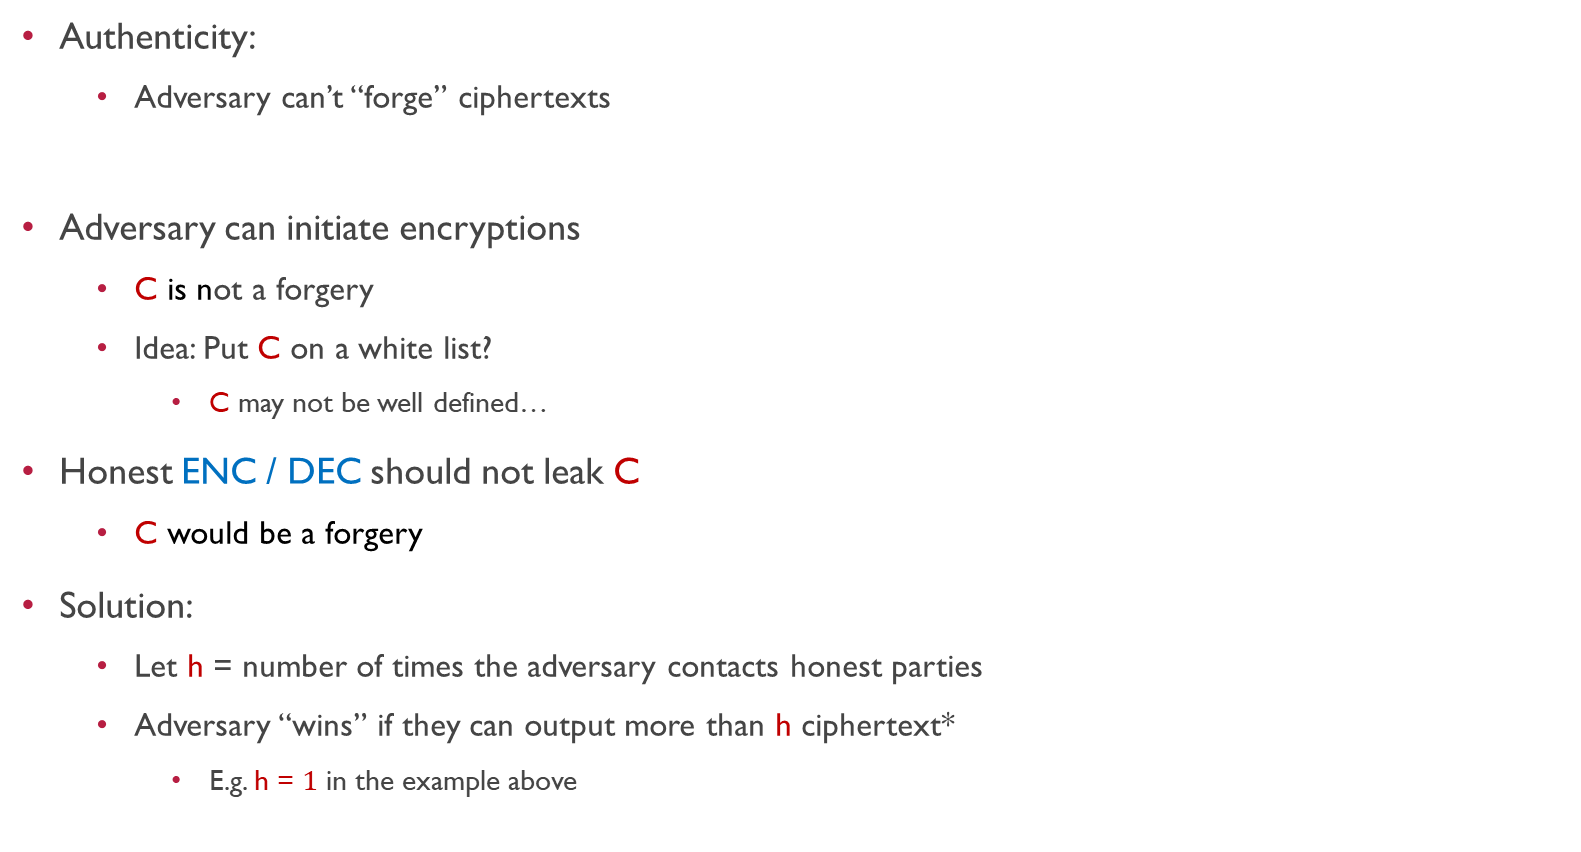 • Authenticity:
• Adversary can’t “forge” ciphertexts
• Adversary can initiate encryptions
• C is not a forgery
• Idea: Put C on a white list?
• C may not be well defined…
• Honest ENC / DEC should not leak C
• C would be a forgery
• Solution:
• Let h = number of times the adversary contacts honest parties
• Adversary “wins” if they can output more than h ciphertext*
• E.g. h = 1 in the example above